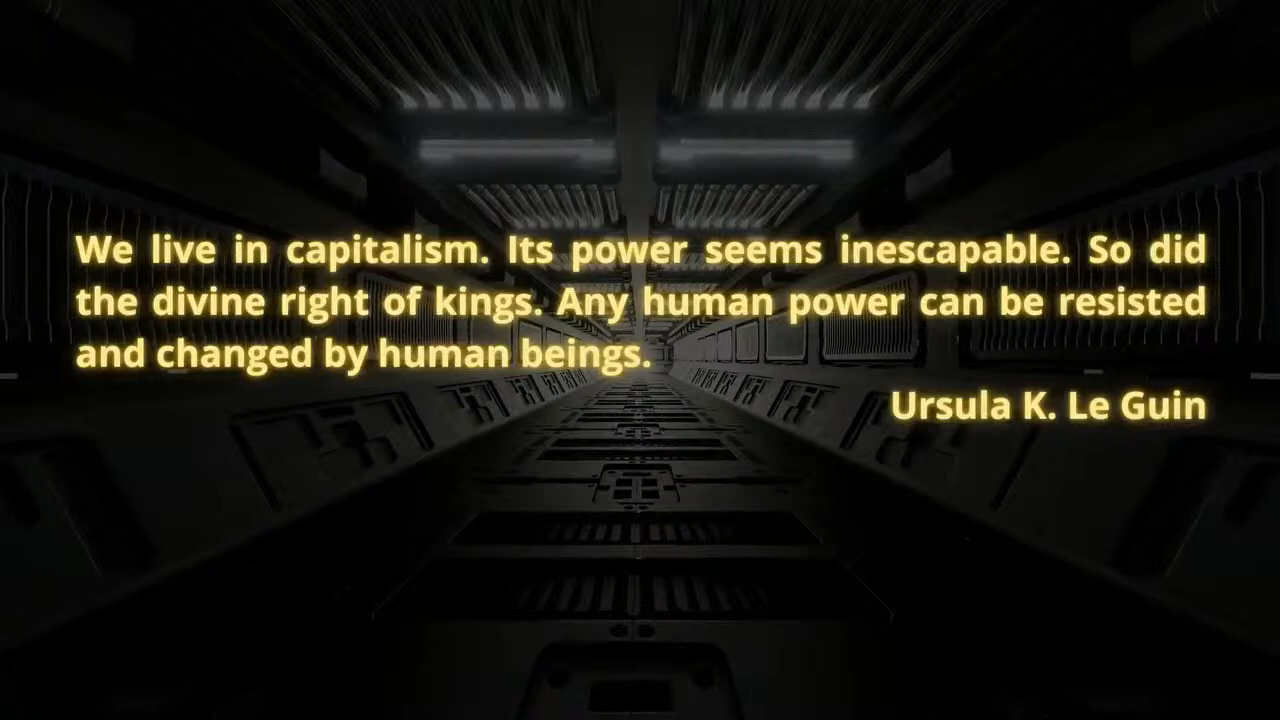 We live in capitalism. Its power seems inescapable. So did
the divine right of kings. Any human power can be resisted
and changed by human beings.
Ursula K. Le Guin